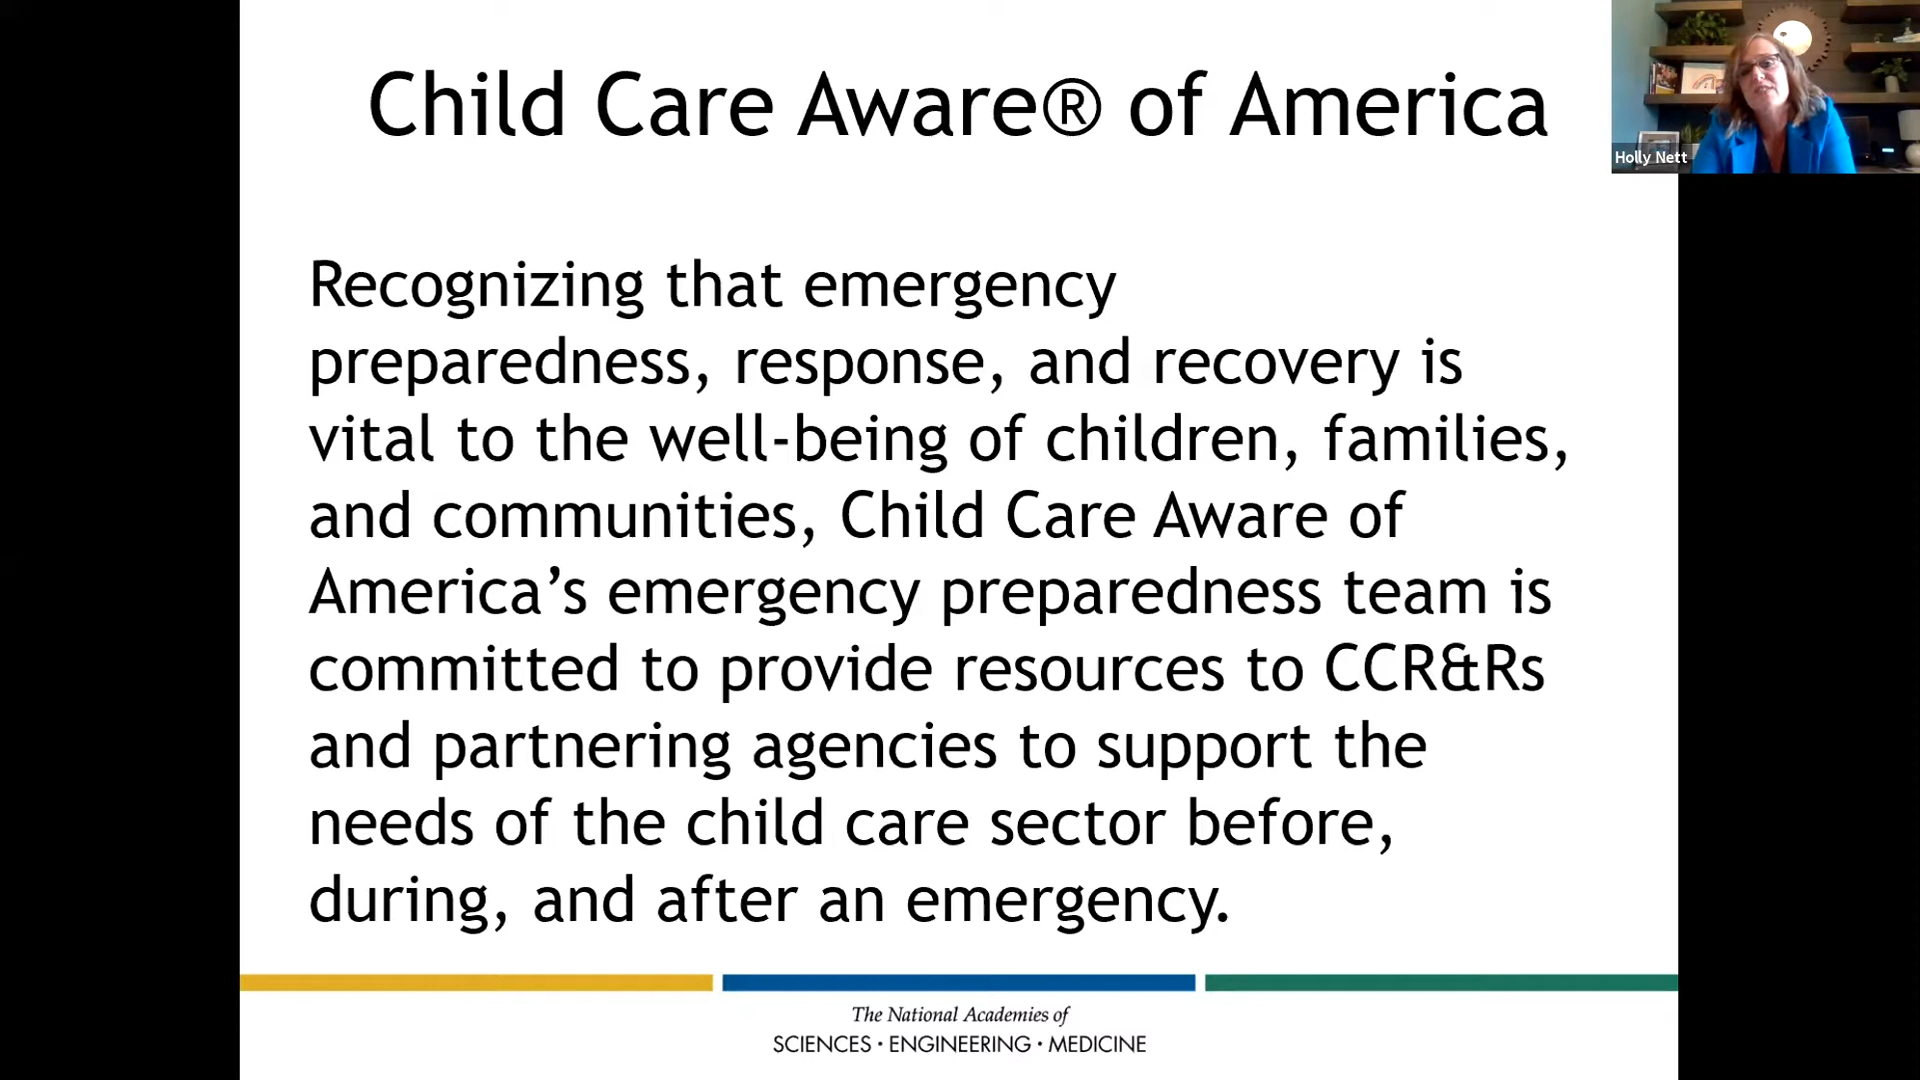 Child Care Aware® of America
Holly Nett
Recognizing that emergency
preparedness, response, and recovery is
vital to the well-being of children, families,
and communities, Child Care Aware of
America’s emergency preparedness team is
committed to provide resources to CCR&Rs
and partnering agencies to support the
needs of the child care sector before,
during, and after an emergency.
The National Academies of
SCIENCES · ENGINEERING · MEDICINE